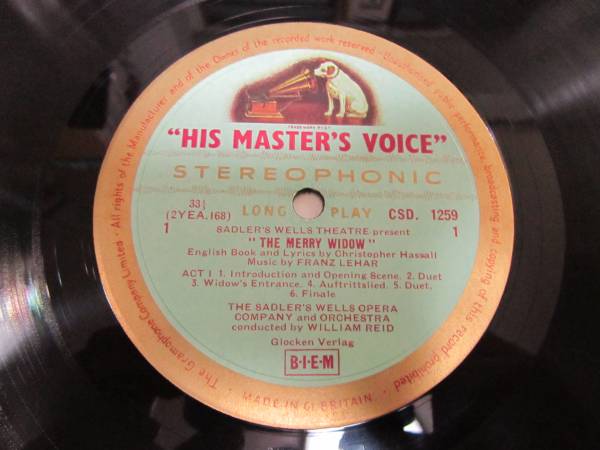 The Gramophone Company Limited · All rights of the Manufacturer and of the Owner of the recorded work reserved · Unauthorised public performance, broadcasting and copying of this record prohibited
TRADE MARK REGD
"HIS MASTER'S VOICE"
STEREOPHONIC
33⅓
(2YEA.168)
LONG PLAY
CSD. 1259
1
1
SADLER'S WELLS THEATRE present
"THE MERRY WIDOW"
English Book and Lyrics by Christopher Hassall
Music by FRANZ LEHAR
ACT I 1. Introduction and Opening Scene. 2. Duet
3. Widow's Entrance. 4. Auftrittslied. 5. Duet.
6. Finale
THE SADLER'S WELLS OPERA
COMPANY and ORCHESTRA
conducted by WILLIAM REID
Glocken Verlag
B·I·E·M
· MADE IN GT BRITAIN ·